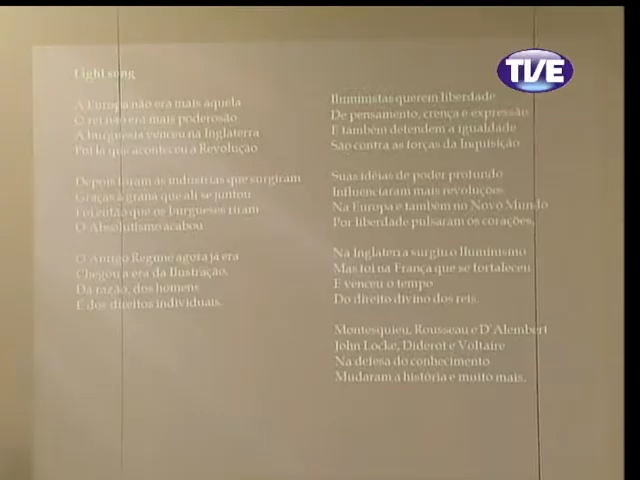 Light song
A Europa não era mais aquela
O rei não era mais poderosão
A burguesia venceu na Inglaterra
Foi lá que aconteceu a Revolução
Depois foram as indústrias que surgiram
Graças à grana que ali se juntou
Foi então que os burgueses riram
O Absolutismo acabou
O Antigo Regime agora já era
Chegou a era da Ilustração,
Da razão, dos homens
E dos direitos individuais.
Iluministas querem liberdade
De pensamento, crença e expressão
E também defendem a igualdade
São contra as forças da Inquisição
Suas idéias de poder profundo
Influenciaram mais revoluções
Na Europa e também no Novo Mundo
Por liberdade pulsaram os corações,
Na Inglaterra surgiu o Iluminismo
Mas foi na França que se fortaleceu
E venceu o tempo
Do direito divino dos reis.
Montesquieu, Rousseau e D'Alembert
John Locke, Diderot e Voltaire
Na defesa do conhecimento
Mudaram a história e muito mais.
TVE